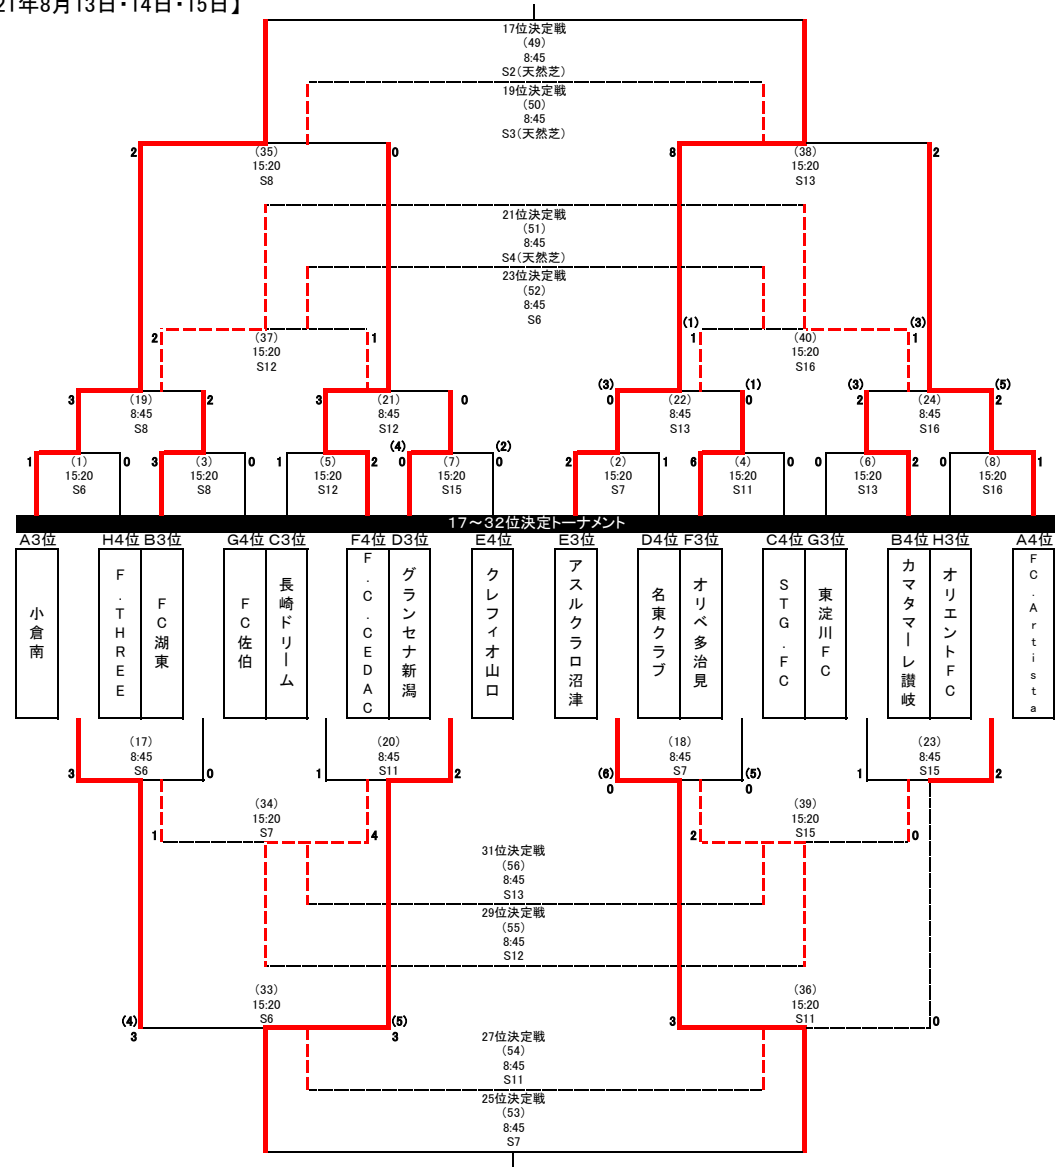 21年8月13日・14日・15日】
17位決定戦
(49)
8:45
S2(天然芝)
19位決定戦
(50)
8:45
S3(天然芝)
2 (35) 0 8 (38) 2
15:20 15:20
S8 S13
21位決定戦
(51)
8:45
S4(天然芝)
23位決定戦
(52)
8:45
S6
(1) (3)
2 (37) 1 1 (40) 1
15:20 15:20
S12 S16
(3) (1) (3) (5)
3 (19) 2 3 (21) 0 0 (22) 0 2 (24) 2
8:45 8:45 8:45 8:45
S8 S12 S13 S16
(4) (2)
1 (1) 0 3 (3) 0 1 (5) 2 0 (7) 0 2 (2) 1 6 (4) 0 0 (6) 2 0 (8) 1
15:20 15:20 15:20 15:20 15:20 15:20 15:20 15:20
S6 S8 S12 S15 S7 S11 S13 S16
17～32位決定トーナメント
A3位 H4位 B3位 G4位 C3位 F4位 D3位 E4位 E3位 D4位 F3位 C4位 G3位 B4位 H3位 A4位
小倉南
F.THREE
FC湖東
FC佐伯
長崎ドリーム
F.C.CEDAC
グランセナ新潟
クレフィオ山口
アスルクラロ沼津
名東クラブ
オリベ多治見
STG.FC
東淀川FC
カマタマーレ讃岐
オリエントFC
FC.Artista
(17) (20) (18) (23)
8:45 8:45 8:45 8:45
3 S6 0 1 S11 2 (6) S7 (5) 1 S15 2
0 0
(34) (39)
15:20 15:20
1 S7 4 2 S15 0
31位決定戦
(56)
8:45
S13
29位決定戦
(55)
8:45
S12
(33) (36)
15:20 15:20
(4) S6 (5) 3 S11 0
3 3
27位決定戦
(54)
8:45
S11
25位決定戦
(53)
8:45
S7